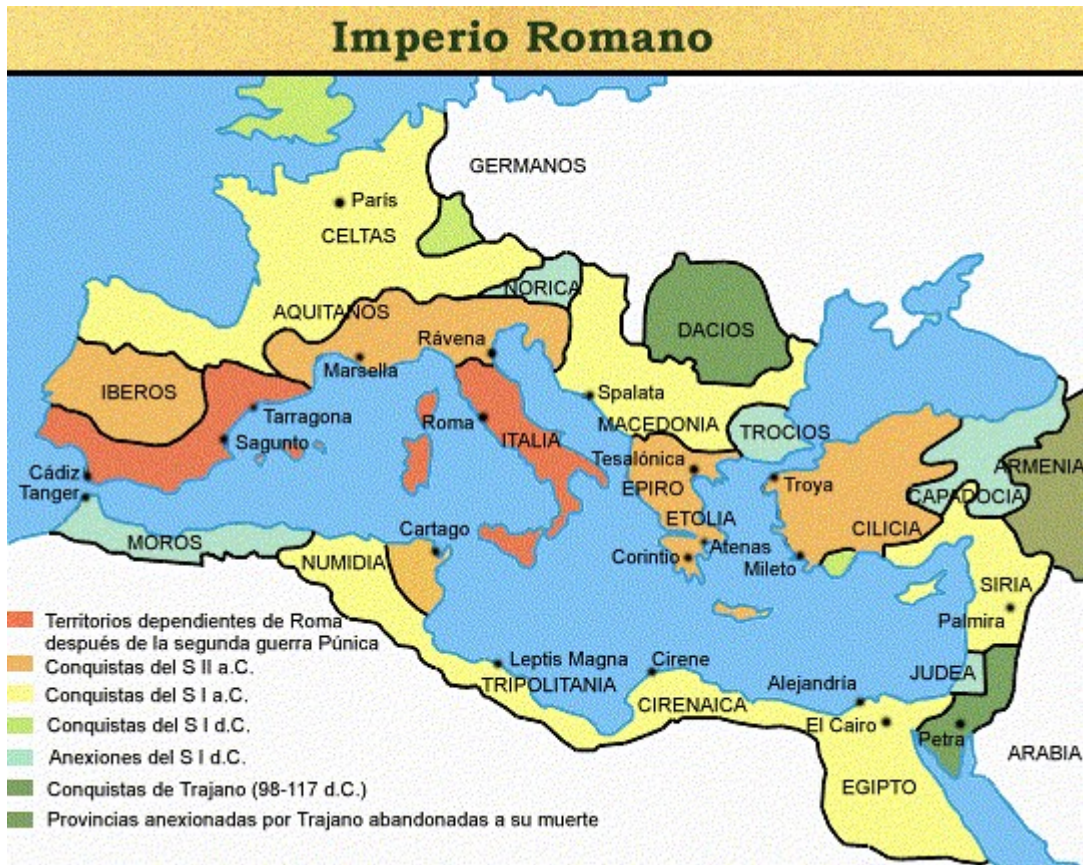 Imperio Romano
GERMANOS
París
CELTAS
NORICA
AQUITANOS
DACIOS
Rávena
Marsella
IBEROS
Spalata
Tarragona
Roma
ITALIA
MACEDONIA
TROCIOS
Sagunto
Tesalónica
ARMENIA
Cádiz
EPIRO
Troya
Tanger
CAPADOCIA
ETOLIA
CILICIA
Cartago
MOROS
Atenas
NUMIDIA
Corintio
Mileto
SIRIA
Palmira
Leptis Magna
Cirene
JUDEA
TRIPOLITANIA
Alejandría
CIRENAICA
El Cairo
Petra
ARABIA
EGIPTO
Territorios dependientes de Roma
después de la segunda guerra Púnica
Conquistas del S II a.C.
Conquistas del S I a.C.
Conquistas del S I d.C.
Anexiones del S I d.C.
Conquistas de Trajano (98-117 d.C.)
Provincias anexionadas por Trajano abandonadas a su muerte